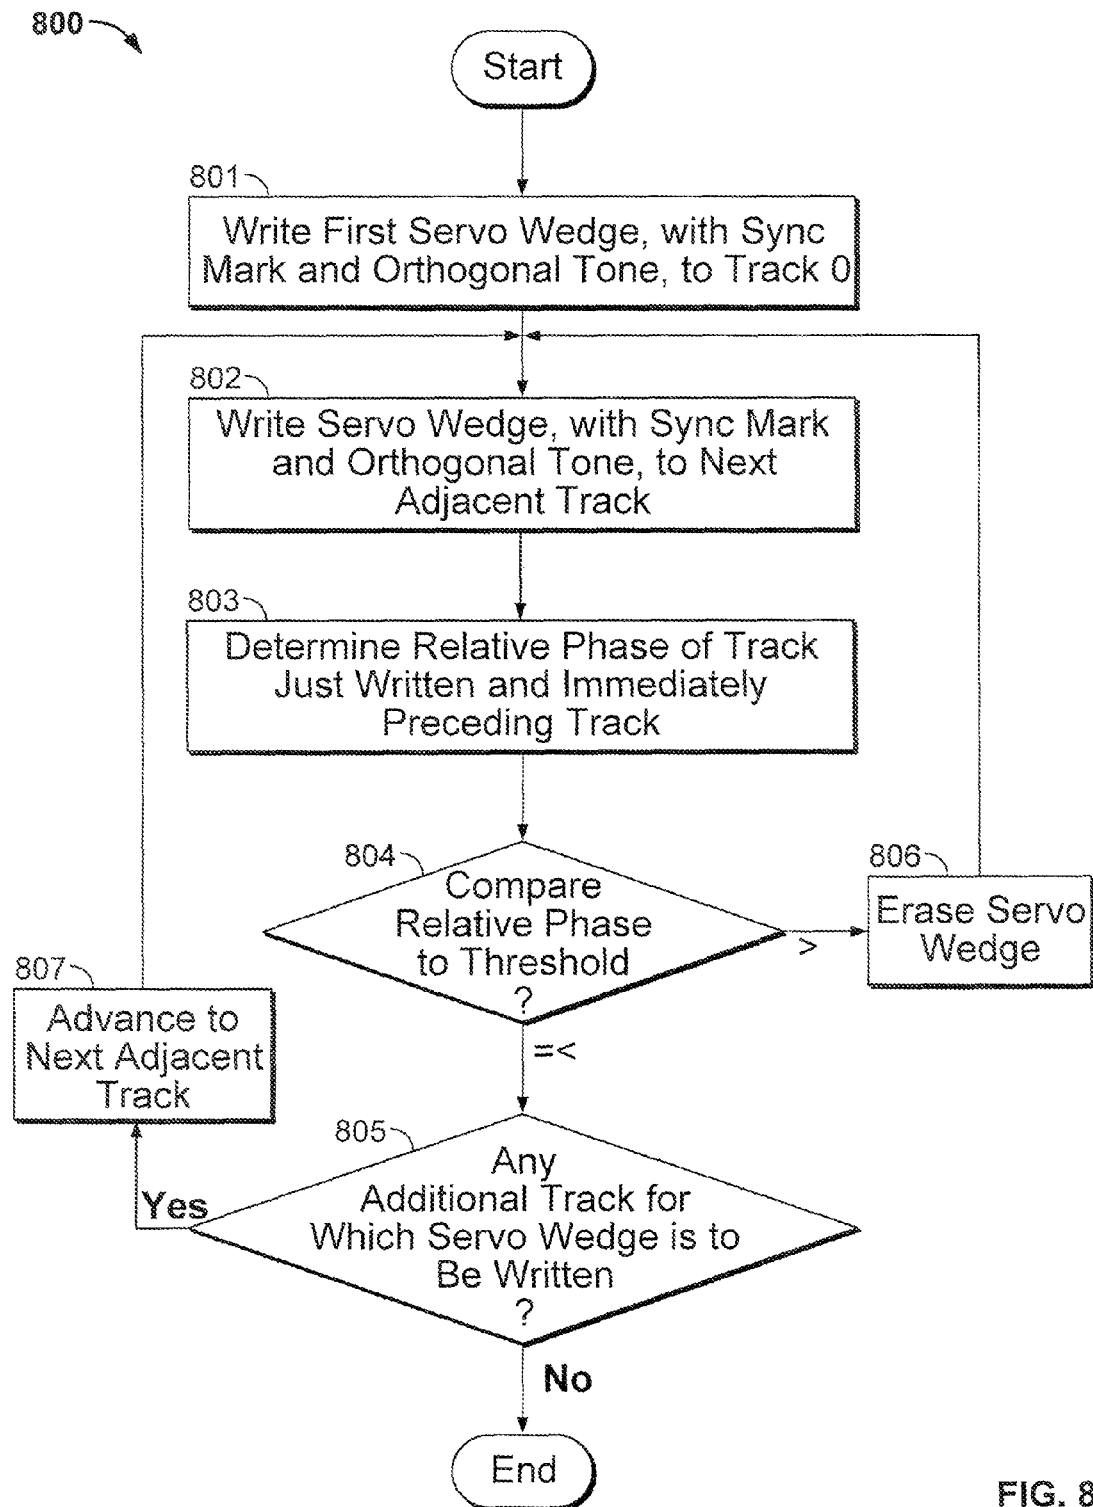 800
Start
801
Write First Servo Wedge, with Sync
Mark and Orthogonal Tone, to Track 0
802
Write Servo Wedge, with Sync Mark
and Orthogonal Tone, to Next
Adjacent Track
803
Determine Relative Phase of Track
Just Written and Immediately
Preceding Track
804
Compare
Relative Phase
to Threshold
?
>
806
Erase Servo
Wedge
=<
807
Advance to
Next Adjacent
Track
805
Any
Additional Track for
Which Servo Wedge is to
Be Written
?
Yes
No
End
FIG. 8